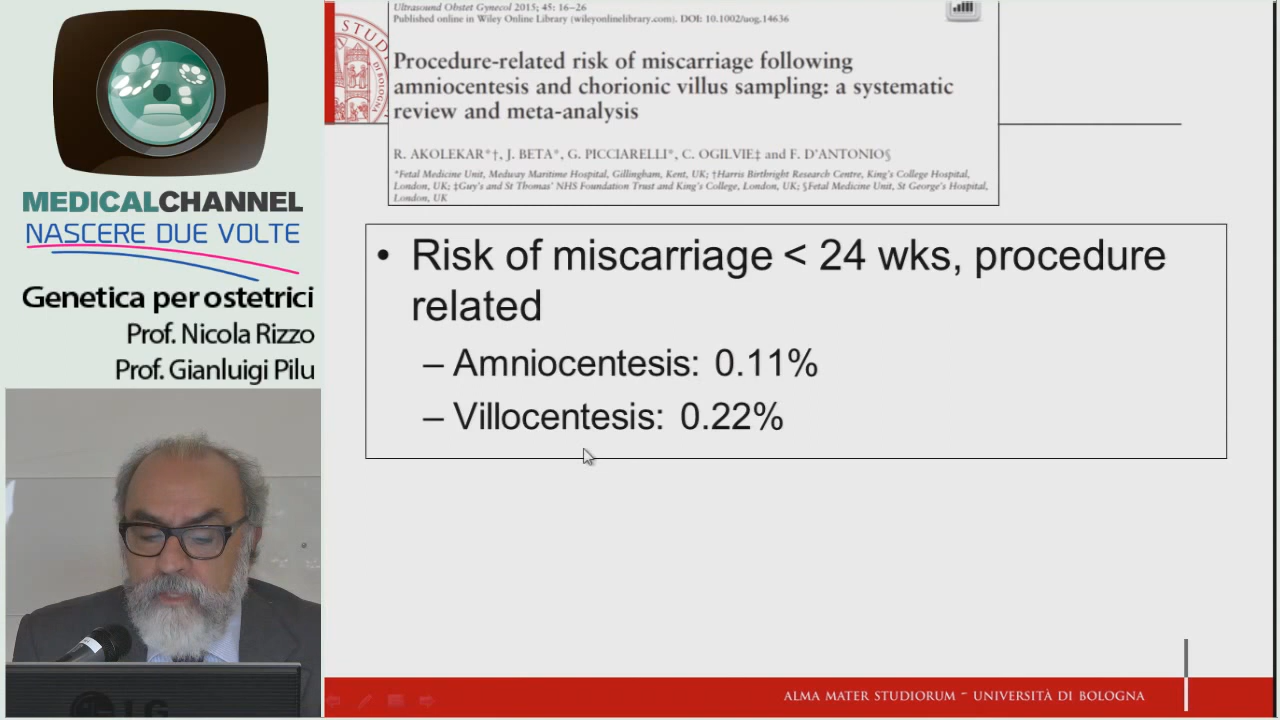 MEDICALCHANNEL
NASCERE DUE VOLTE
Genetica per ostetrici
Prof. Nicola Rizzo
Prof. Gianluigi Pilu
LG
Ultrasound Obstet Gynecol 2015; 45: 16–26
Published online in Wiley Online Library (wileyonlinelibrary.com). DOI: 10.1002/uog.14636
Procedure-related risk of miscarriage following
amniocentesis and chorionic villus sampling: a systematic
review and meta-analysis
R. AKOLEKAR*†, J. BETA*, G. PICCIARELLI*, C. OGILVIE‡ and F. D'ANTONIO§
*Fetal Medicine Unit, Medway Maritime Hospital, Gillingham, Kent, UK; †Harris Birthright Research Centre, King's College Hospital,
London, UK; ‡Guy's and St Thomas' NHS Foundation Trust and King's College, London, UK; §Fetal Medicine Unit, St George's Hospital,
London, UK
• Risk of miscarriage < 24 wks, procedure
related
– Amniocentesis: 0.11%
– Villocentesis: 0.22%
ALMA MATER STUDIORUM ~ UNIVERSITÀ DI BOLOGNA